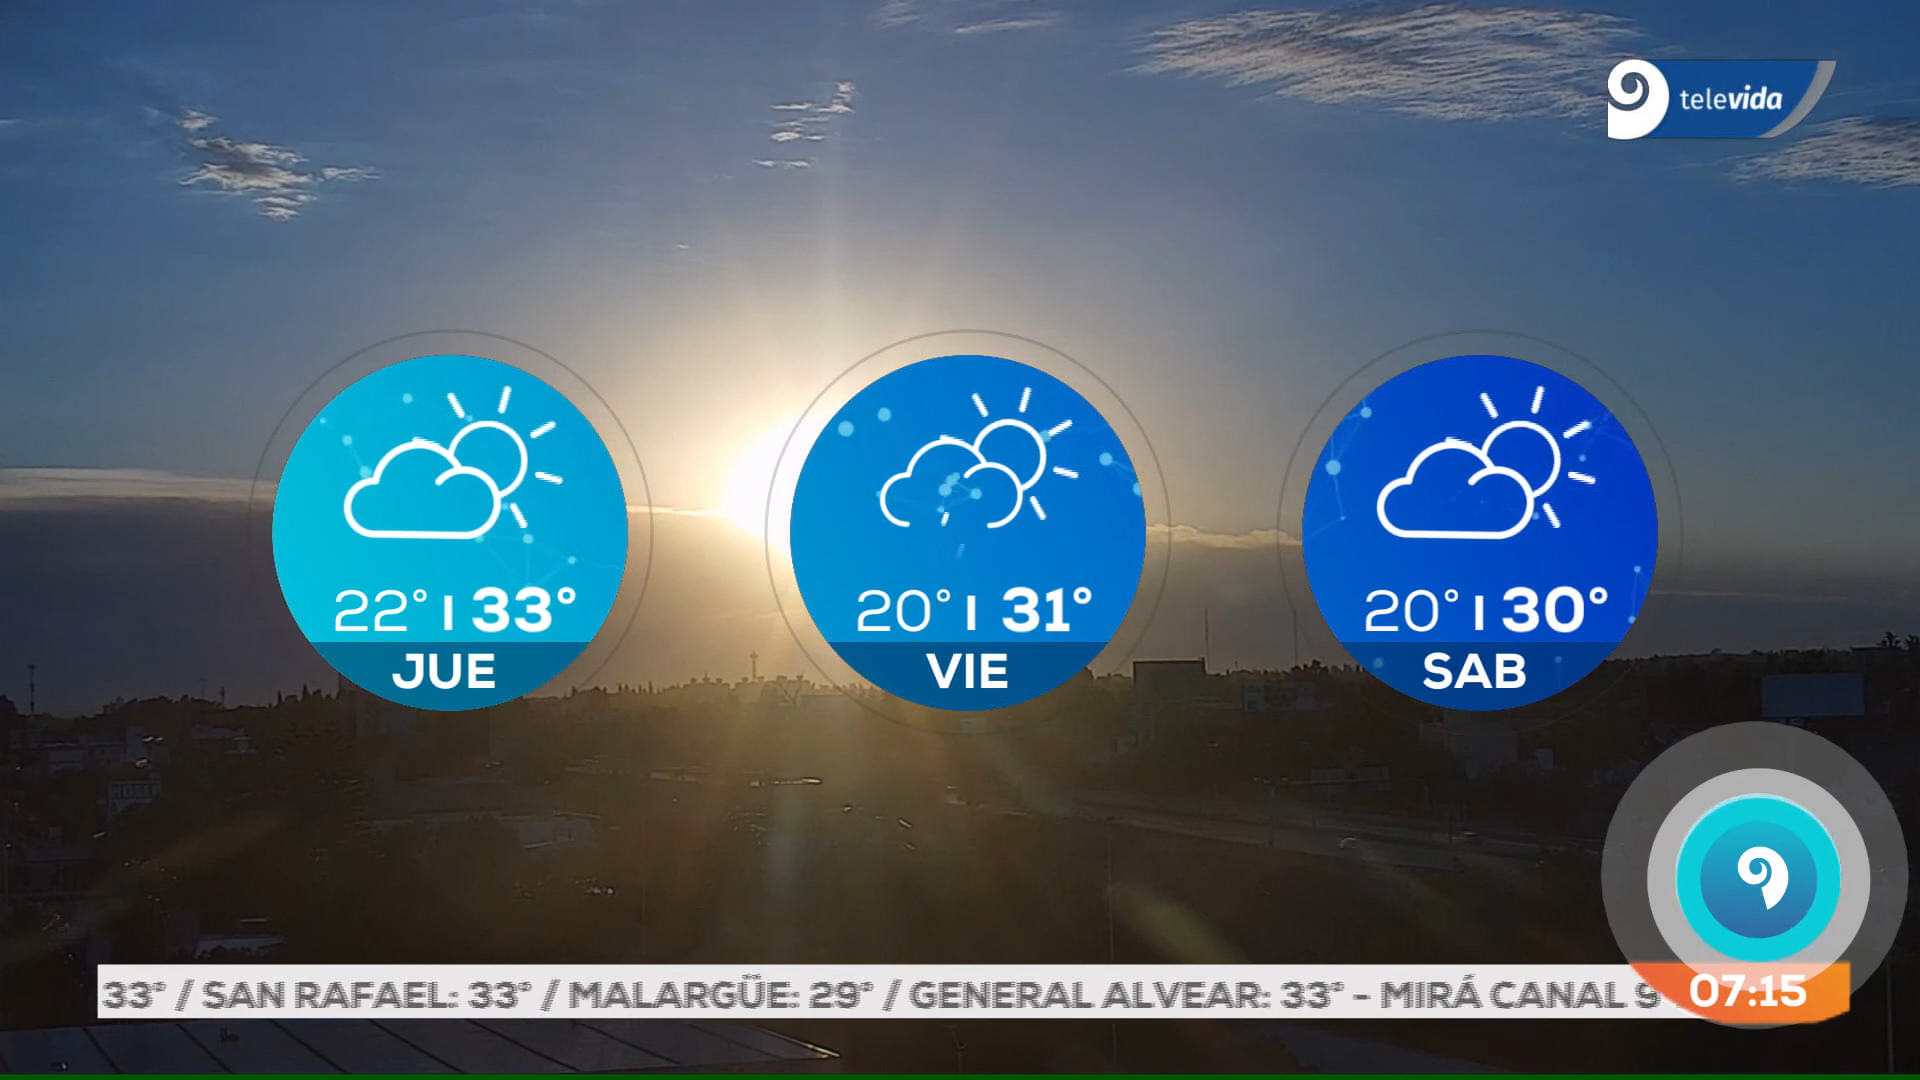 televida
22° | 33°
JUE
20° | 31°
VIE
20° | 30°
SAB
33° / SAN RAFAEL: 33° / MALARGÜE: 29° / GENERAL ALVEAR: 33° - MIRÁ CANAL 9
07:15